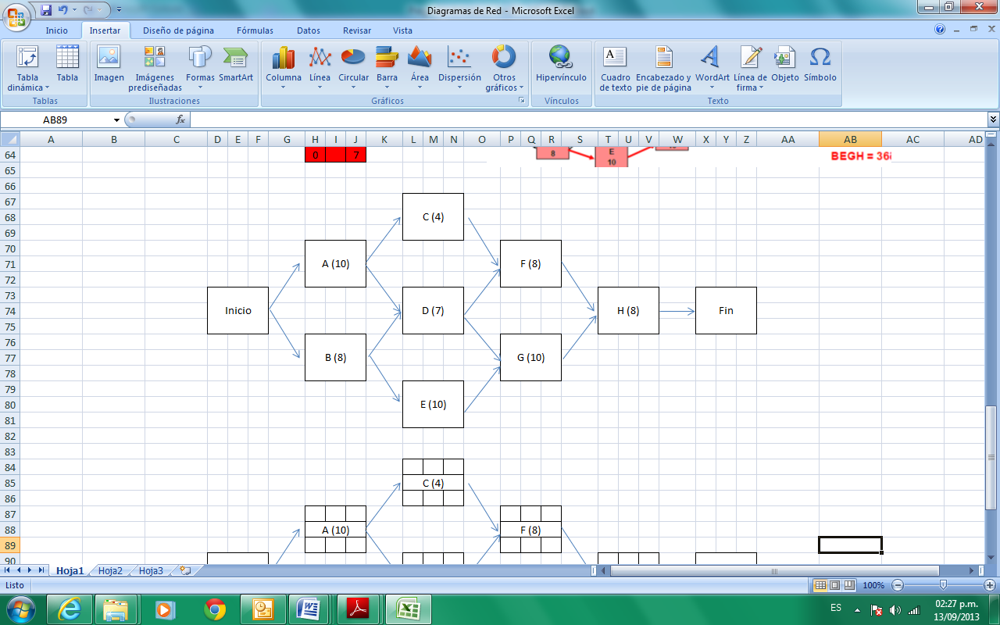 Diagramas de Red - Microsoft Excel
Inicio Insertar Diseño de página Fórmulas Datos Revisar Vista
Tabla dinámica Tabla Imagen Imágenes prediseñadas Formas SmartArt Columna Línea Circular Barra Área Dispersión Otros gráficos Hipervínculo Cuadro de texto Encabezado y pie de página WordArt Línea de firma Objeto Símbolo
Tablas Ilustraciones Gráficos Vínculos Texto
AB89 fx
A B C D E F G H I J K L M N O P Q R S T U V W X Y Z AA AB AC AD
64 0 7 8 E BEGH = 36
10
65
66
67
68 C (4)
69
70
71 A (10) F (8)
72
73
74 Inicio D (7) H (8) Fin
75
76
77 B (8) G (10)
78
79
80 E (10)
81
82
83
84
85 C (4)
86
87
88 A (10) F (8)
89
90
Hoja1 Hoja2 Hoja3
Listo 100%
ES 02:27 p.m.
13/09/2013